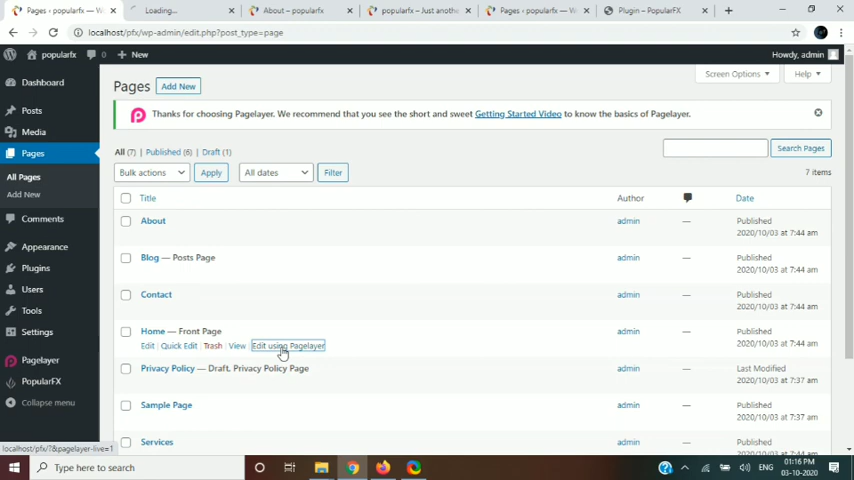 Pages ‹ popularfx — W
Loading...
About – popularfx
popularfx – Just anothe
Pages ‹ popularfx — W
Plugin – PopularFX
localhost/pfx/wp-admin/edit.php?post_type=page
popularfx 0 New
Howdy, admin
Dashboard
Posts
Media
Pages
All Pages
Add New
Comments
Appearance
Plugins
Users
Tools
Settings
Pagelayer
PopularFX
Collapse menu
Screen Options Help
Pages Add New
Thanks for choosing Pagelayer. We recommend that you see the short and sweet Getting Started Video to know the basics of Pagelayer.
All (7) | Published (6) | Draft (1)
Search Pages
Bulk actions Apply All dates Filter
7 items
Title Author Date
About admin — Published
2020/10/03 at 7:44 am
Blog — Posts Page admin — Published
2020/10/03 at 7:44 am
Contact admin — Published
2020/10/03 at 7:44 am
Home — Front Page admin — Published
2020/10/03 at 7:44 am
Edit | Quick Edit | Trash | View | Edit using Pagelayer
Privacy Policy — Draft, Privacy Policy Page admin — Last Modified
2020/10/03 at 7:37 am
Sample Page admin — Published
2020/10/03 at 7:37 am
Services admin — Published
localhost/pfx/?&pagelayer-live=1
Type here to search
ENG
01:16 PM
03-10-2020